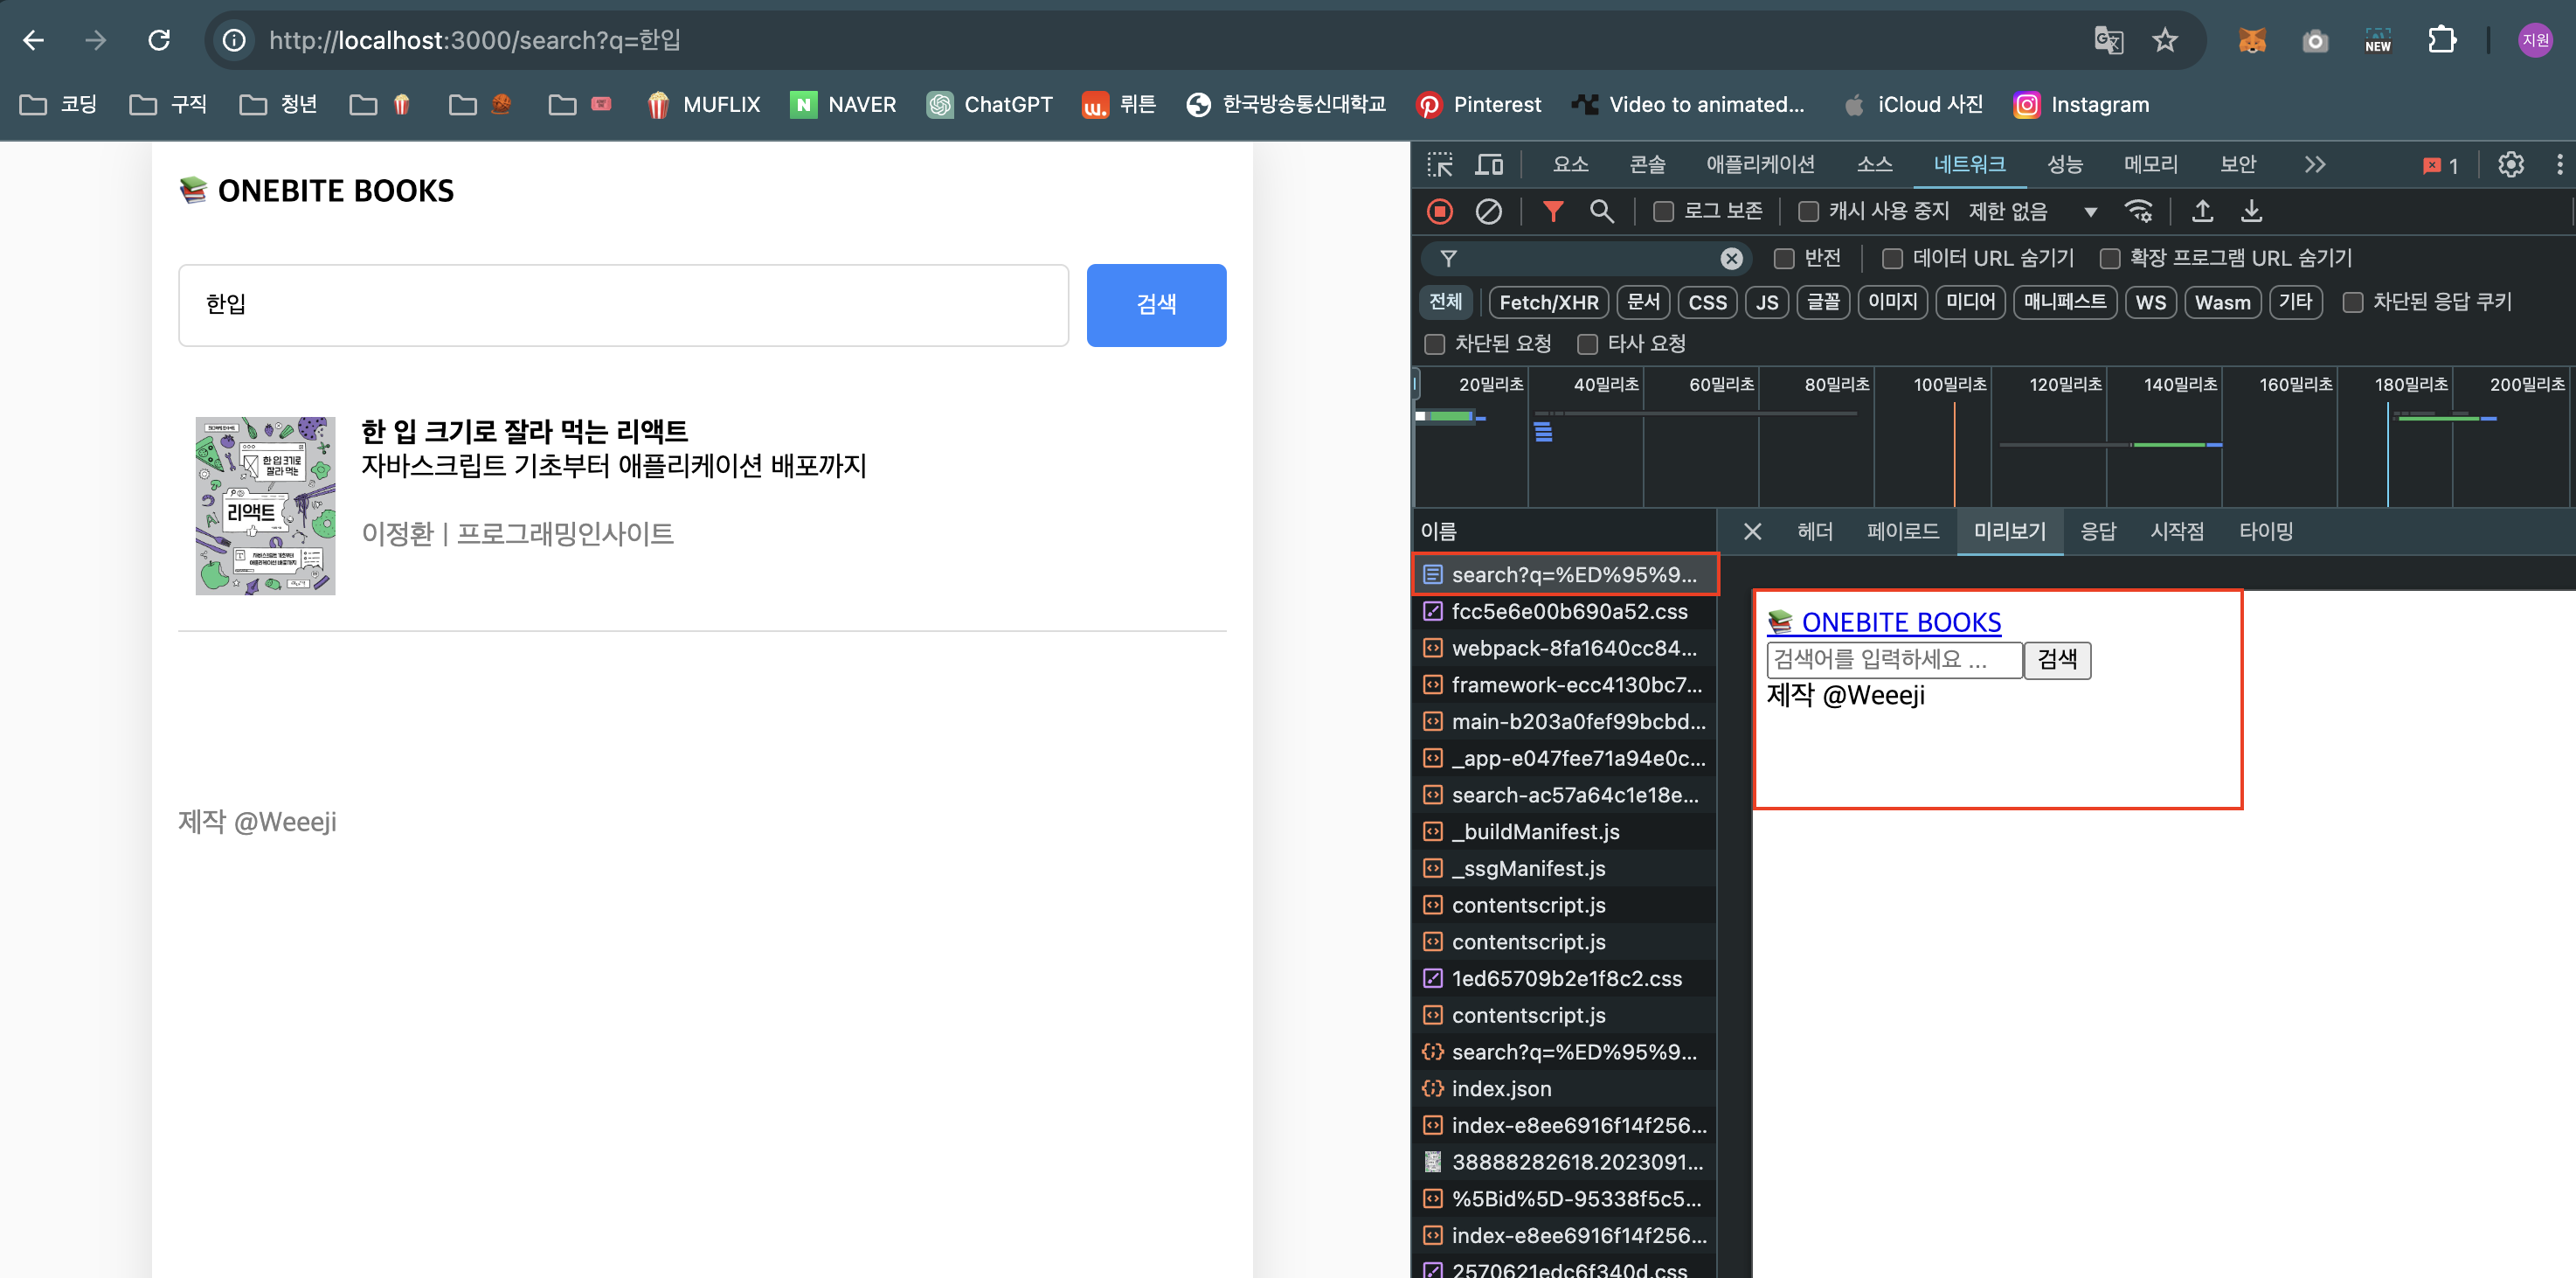 http://localhost:3000/search?q=한입
지원
코딩
구직
청년
MUFLIX
NAVER
ChatGPT
뤼튼
한국방송통신대학교
Pinterest
Video to animated...
iCloud 사진
Instagram
NEW
📚 ONEBITE BOOKS
한입
검색
한 입 크기로 잘라 먹는 리액트
자바스크립트 기초부터 애플리케이션 배포까지
이정환 | 프로그래밍인사이트
한 입 크기로
잘라 먹는
리액트
제작 @Weeeji
요소
콘솔
애플리케이션
소스
네트워크
성능
메모리
보안
1
로그 보존
캐시 사용 중지
제한 없음
반전
데이터 URL 숨기기
확장 프로그램 URL 숨기기
전체
Fetch/XHR
문서
CSS
JS
글꼴
이미지
미디어
매니페스트
WS
Wasm
기타
차단된 응답 쿠키
차단된 요청
타사 요청
20밀리초
40밀리초
60밀리초
80밀리초
100밀리초
120밀리초
140밀리초
160밀리초
180밀리초
200밀리초
이름
search?q=%ED%95%9...
fcc5e6e00b690a52.css
webpack-8fa1640cc84...
framework-ecc4130bc7...
main-b203a0fef99bcbd...
_app-e047fee71a94e0c...
search-ac57a64c1e18e...
_buildManifest.js
_ssgManifest.js
contentscript.js
contentscript.js
1ed65709b2e1f8c2.css
contentscript.js
search?q=%ED%95%9...
index.json
index-e8ee6916f14f256...
38888282618.2023091...
%5Bid%5D-95338f5c5...
index-e8ee6916f14f256...
2570621edc6f340d.css
헤더
페이로드
미리보기
응답
시작점
타이밍
📚 ONEBITE BOOKS
검색어를 입력하세요 ...
검색
제작 @Weeeji